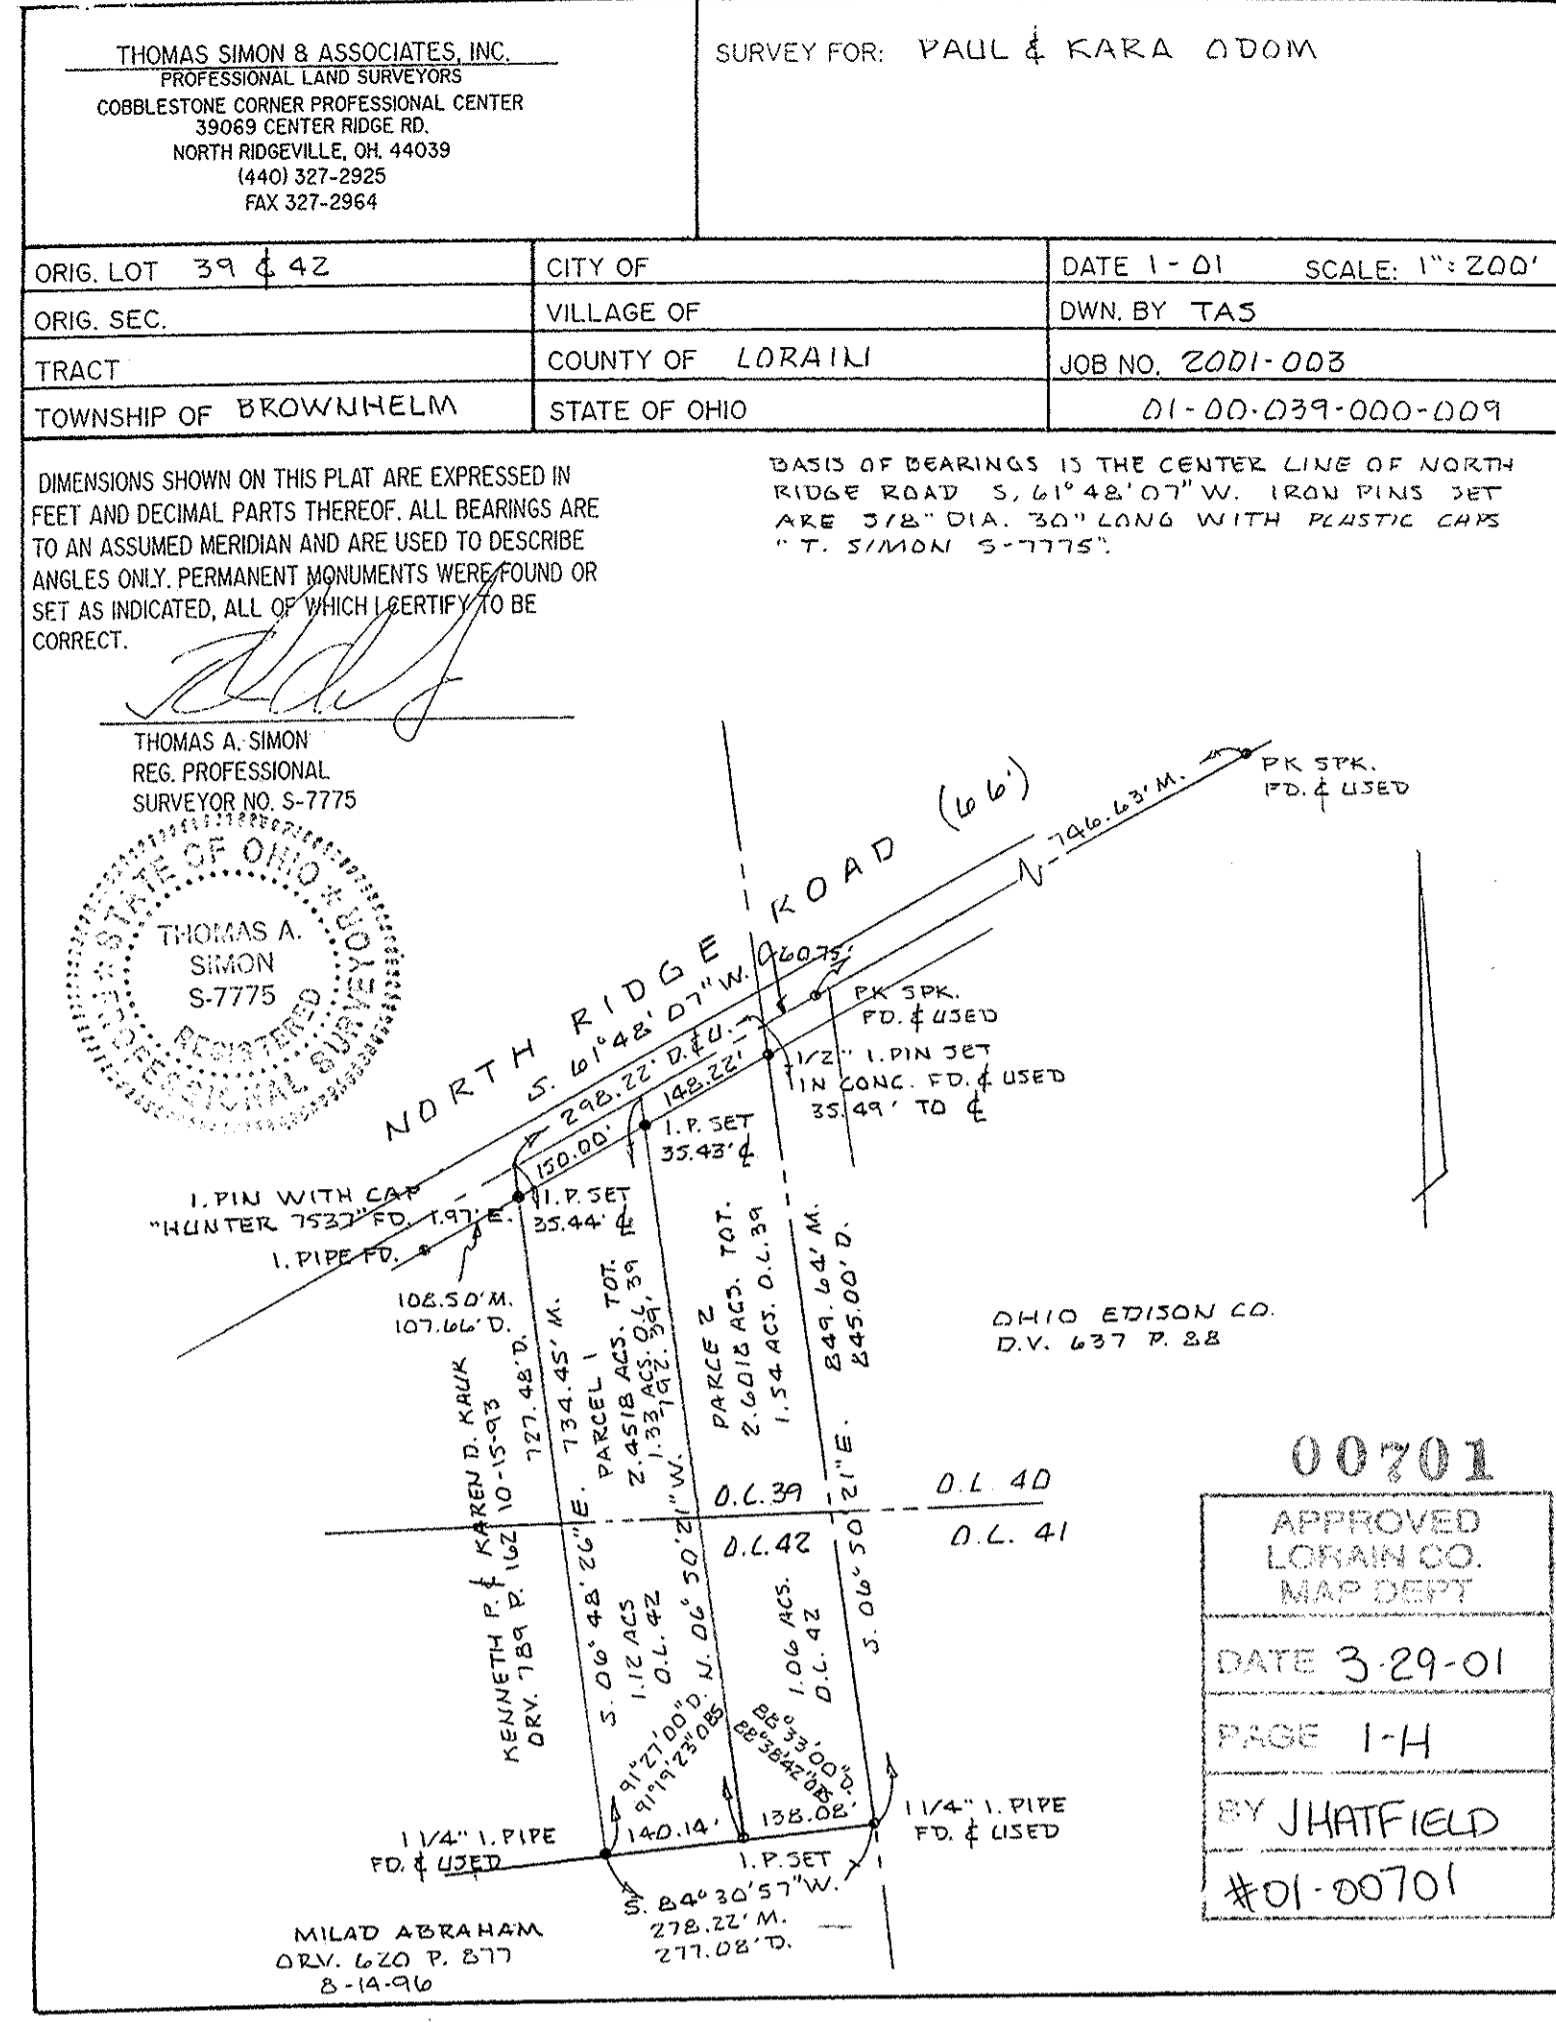 THOMAS SIMON & ASSOCIATES, INC.
PROFESSIONAL LAND SURVEYORS
COBBLESTONE CORNER PROFESSIONAL CENTER
39069 CENTER RIDGE RD.
NORTH RIDGEVILLE, OH. 44039
(440) 327-2925
FAX 327-2964
SURVEY FOR: PAUL & KARA ODOM
ORIG. LOT 39 & 42
CITY OF
DATE 1-01 SCALE: 1": 200'
ORIG. SEC.
VILLAGE OF
DWN. BY TAS
TRACT
COUNTY OF LORAIN
JOB NO. 2001-003
TOWNSHIP OF BROWNHELM
STATE OF OHIO
01-00-039-000-009
DIMENSIONS SHOWN ON THIS PLAT ARE EXPRESSED IN
FEET AND DECIMAL PARTS THEREOF. ALL BEARINGS ARE
TO AN ASSUMED MERIDIAN AND ARE USED TO DESCRIBE
ANGLES ONLY. PERMANENT MONUMENTS WERE FOUND OR
SET AS INDICATED, ALL OF WHICH I CERTIFY TO BE
CORRECT.
BASIS OF BEARINGS IS THE CENTER LINE OF NORTH
RIDGE ROAD S, 61°48'07"W. IRON PINS SET
ARE 5/8" DIA. 30" LONG WITH PLASTIC CAPS
"T. SIMON S-7775".
THOMAS A. SIMON
REG. PROFESSIONAL
SURVEYOR NO. S-7775
STATE OF OHIO
THOMAS A.
SIMON
S-7775
REGISTERED
PROFESSIONAL SURVEYOR
NORTH RIDGE ROAD (66')
S. 61°48'07"W.
746.63' M.
PK SPK.
FD. & USED
60.75'
PK SPK.
FD. & USED
298.22' D.&U.
148.22'
150.00'
1/2" I. PIN SET
IN CONC. FD. & USED
35.49' TO ℄
I. P. SET
35.43' ℄
I. P. SET
35.44' ℄
I. PIN WITH CAP
"HUNTER 7537" FD. 1.97' E.
I. PIPE FD.
108.50' M.
107.66' D.
KENNETH P. & KAREN D. KAUK
ORV. 789 P. 162 10-15-93
727.48' D.
S. 06° 48' 26" E. 734.45' M.
PARCEL 1
2.4518 ACS. TOT.
1.33 ACS. O.L. 39
1.12 ACS
O.L. 42
N. 06° 50' 21" W. 792.39'
PARCE 2
2.6018 ACS. TOT.
1.54 ACS. O.L. 39
1.06 ACS.
O.L. 42
S. 06° 50' 21" E. 849.64' M.
845.00' D.
OHIO EDISON CO.
D.V. 637 P. 88
O.L. 39
O.L. 40
O.L. 42
O.L. 41
91°27'00" D.
91°19'23" OBS
88°33'00" D.
88°38'42" OBS
140.14'
138.08'
1 1/4" I. PIPE
FD. & USED
1 1/4" I. PIPE
FD. & USED
I. P. SET
S. 84° 30' 57" W.
278.22' M.
277.08' D.
MILAD ABRAHAM
ORV. 620 P. 877
8-14-96
00701
APPROVED
LORAIN CO.
MAP DEPT
DATE 3-29-01
PAGE 1-H
BY JHATFIELD
#01-00701